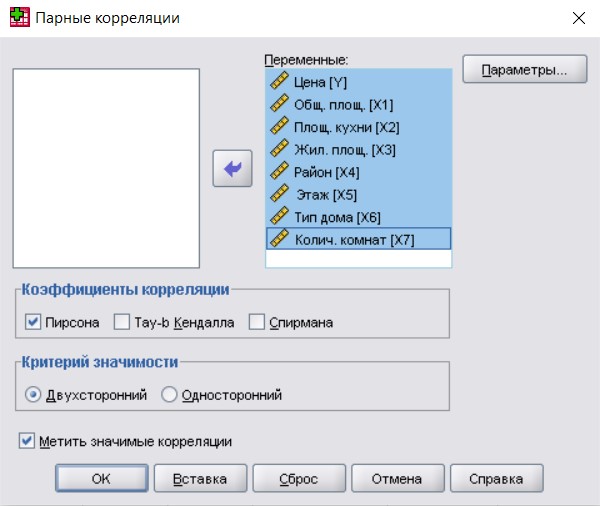 Парные корреляции
Переменные:
Цена [Y]
Общ. площ. [X1]
Площ. кухни [X2]
Жил. площ. [X3]
Район [X4]
Этаж [X5]
Тип дома [X6]
Колич. комнат [X7]
Параметры...
Коэффициенты корреляции
Пирсона Тау-b Кендалла Спирмана
Критерий значимости
Двухсторонний Односторонний
Метить значимые корреляции
OK Вставка Сброс Отмена Справка